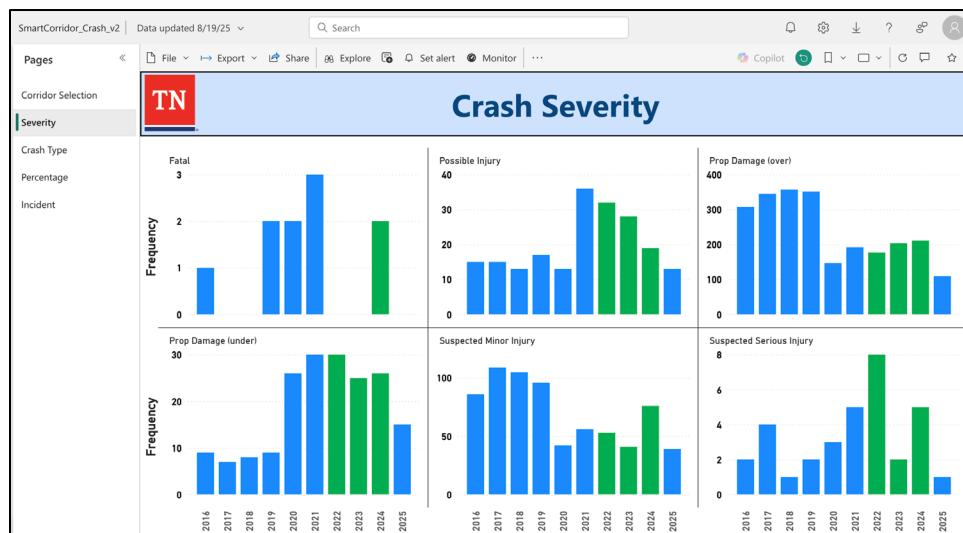 SmartCorridor_Crash_v2 Data updated 8/19/25 Search
Pages File Export Share Explore Set alert Monitor ... Copilot
Corridor Selection
Severity
Crash Type
Percentage
Incident
TN
Crash Severity
Fatal
Frequency
3
2
1
0
Possible Injury
40
30
20
10
0
Prop Damage (over)
400
300
200
100
0
Prop Damage (under)
Frequency
30
20
10
0
2016 2017 2018 2019 2020 2021 2022 2023 2024 2025
Suspected Minor Injury
100
50
0
2016 2017 2018 2019 2020 2021 2022 2023 2024 2025
Suspected Serious Injury
8
6
4
2
0
2016 2017 2018 2019 2020 2021 2022 2023 2024 2025